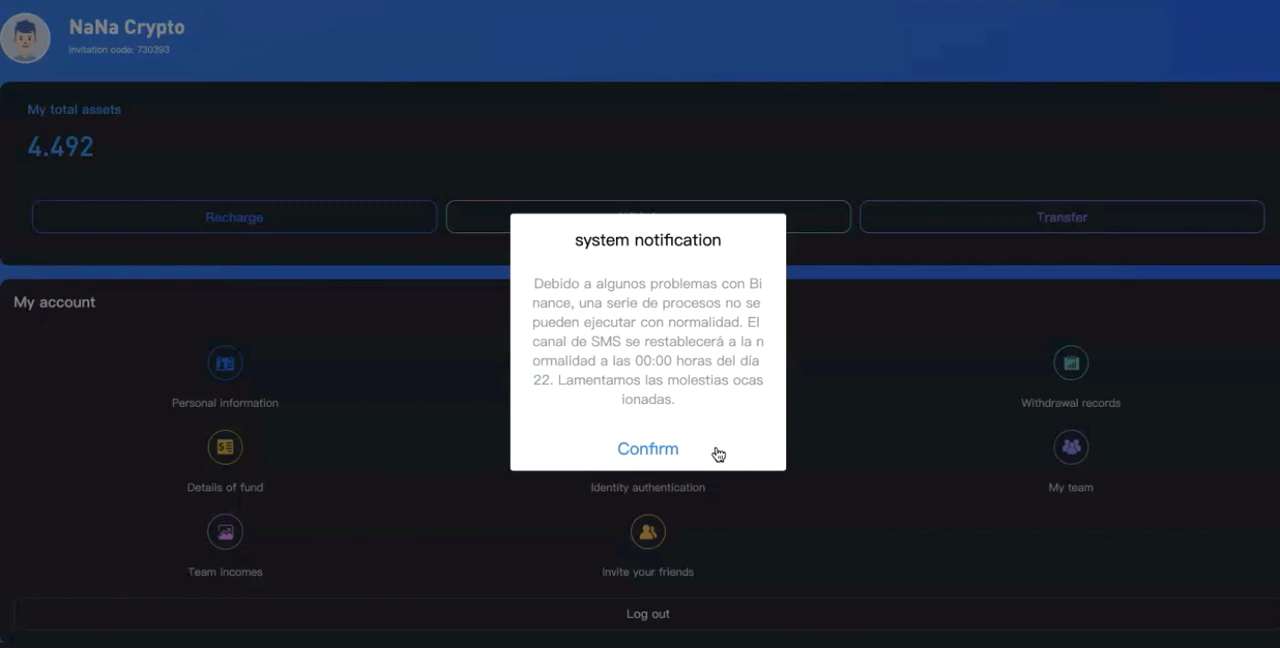 NaNa Crypto
Invitation code: 730393
My total assets
4.492
Recharge
Transfer
system notification
Debido a algunos problemas con Bi
nance, una serie de procesos no se
pueden ejecutar con normalidad. El
canal de SMS se restablecerá a la n
ormalidad a las 00:00 horas del día
22. Lamentamos las molestias ocas
ionadas.
Confirm
My account
Personal information
Withdrawal records
Details of fund
Identity authentication
My team
Team incomes
Invite your friends
Log out